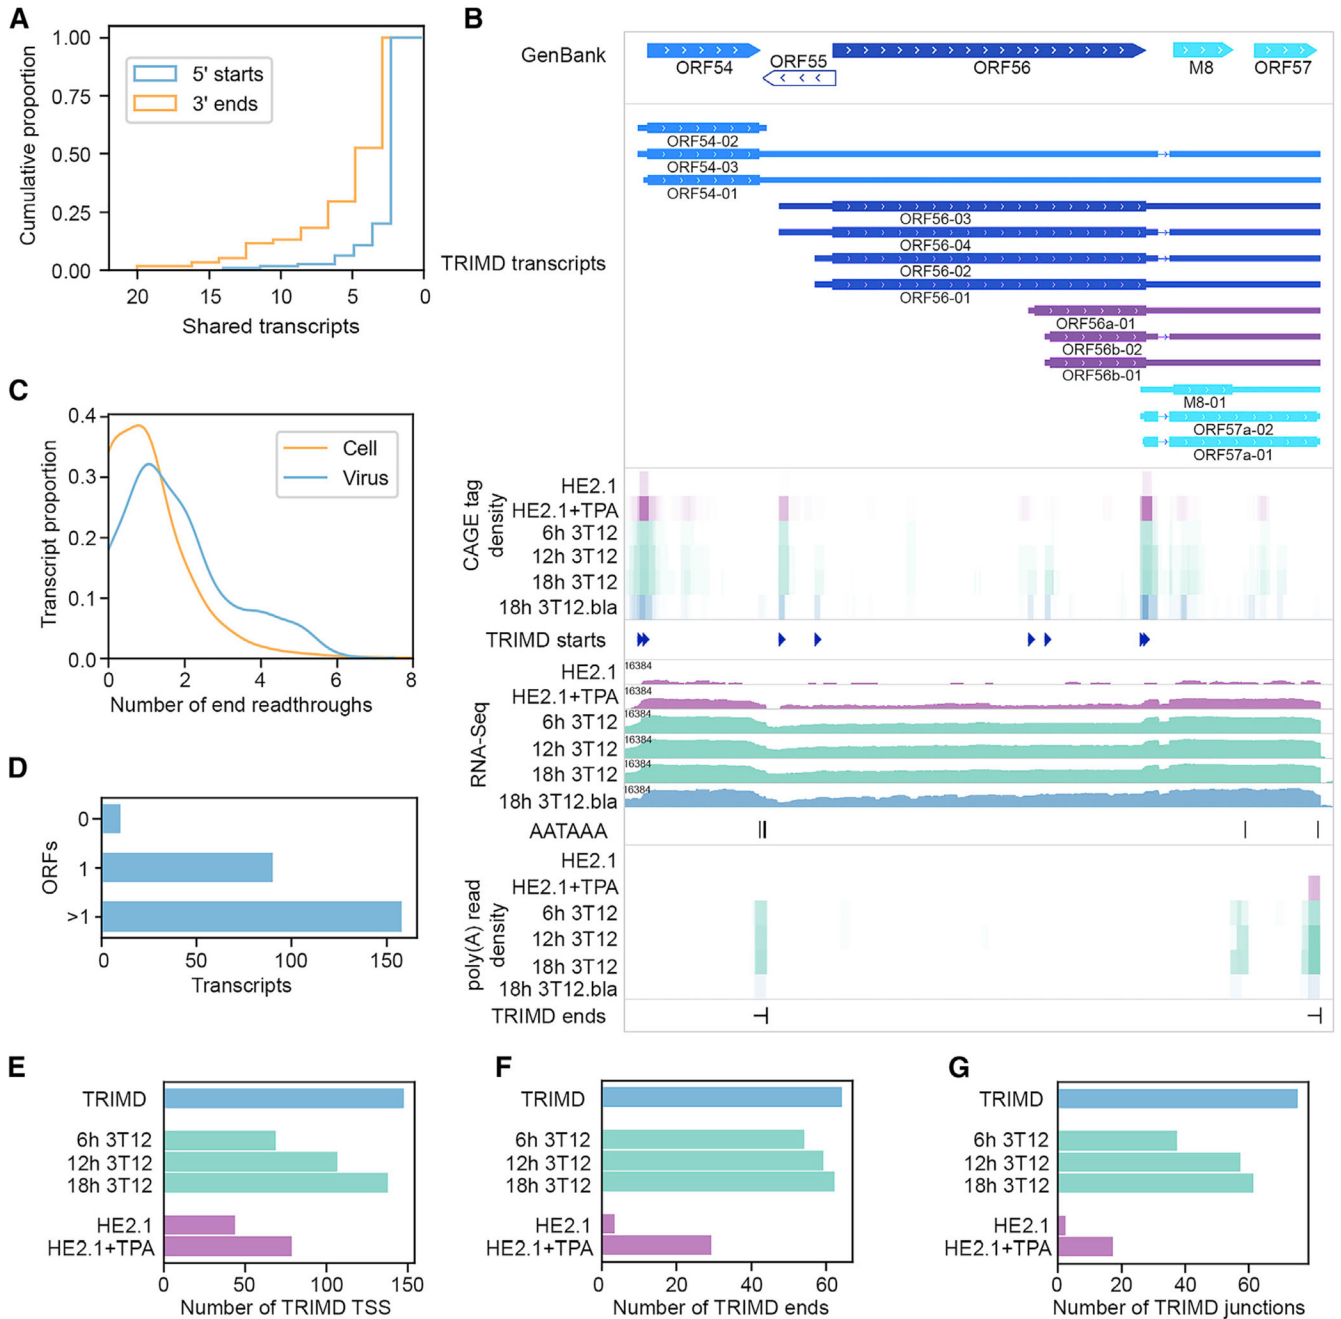 A
Cumulative proportion
1.00
0.75
0.50
0.25
0.00
5' starts
3' ends
20 15 10 5 0
Shared transcripts
B
GenBank
ORF54
ORF55
ORF56
M8
ORF57
TRIMD transcripts
ORF54-02
ORF54-03
ORF54-01
ORF56-03
ORF56-04
ORF56-02
ORF56-01
ORF56a-01
ORF56b-02
ORF56b-01
M8-01
ORF57a-02
ORF57a-01
CAGE tag
density
HE2.1
HE2.1+TPA
6h 3T12
12h 3T12
18h 3T12
18h 3T12.bla
TRIMD starts
RNA-Seq
HE2.1 16384
HE2.1+TPA 16384
6h 3T12 16384
12h 3T12 16384
18h 3T12 16384
18h 3T12.bla 16384
AATAAA
poly(A) read
density
HE2.1
HE2.1+TPA
6h 3T12
12h 3T12
18h 3T12
18h 3T12.bla
TRIMD ends
C
Transcript proportion
0.4
0.3
0.2
0.1
0.0
Cell
Virus
0 2 4 6 8
Number of end readthroughs
D
ORFs
0
1
>1
0 50 100 150
Transcripts
E
TRIMD
6h 3T12
12h 3T12
18h 3T12
HE2.1
HE2.1+TPA
0 50 100 150
Number of TRIMD TSS
F
TRIMD
6h 3T12
12h 3T12
18h 3T12
HE2.1
HE2.1+TPA
0 20 40 60
Number of TRIMD ends
G
TRIMD
6h 3T12
12h 3T12
18h 3T12
HE2.1
HE2.1+TPA
0 20 40 60
Number of TRIMD junctions